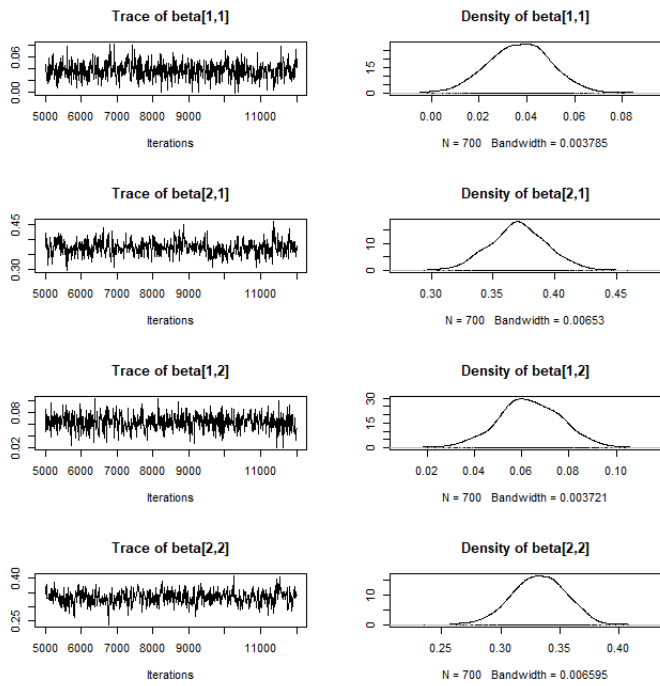 Trace of beta[1,1]
Density of beta[1,1]
0.00 0.06
5000 6000 7000 8000 9000 11000
Iterations
0 15
0.00 0.02 0.04 0.06 0.08
N = 700 Bandwidth = 0.003785
Trace of beta[2,1]
Density of beta[2,1]
0.30 0.45
5000 6000 7000 8000 9000 11000
Iterations
0 10
0.30 0.35 0.40 0.45
N = 700 Bandwidth = 0.00653
Trace of beta[1,2]
Density of beta[1,2]
0.02 0.08
5000 6000 7000 8000 9000 11000
Iterations
0 15 30
0.02 0.04 0.06 0.08 0.10
N = 700 Bandwidth = 0.003721
Trace of beta[2,2]
Density of beta[2,2]
0.25 0.40
5000 6000 7000 8000 9000 11000
Iterations
0 10
0.25 0.30 0.35 0.40
N = 700 Bandwidth = 0.006595